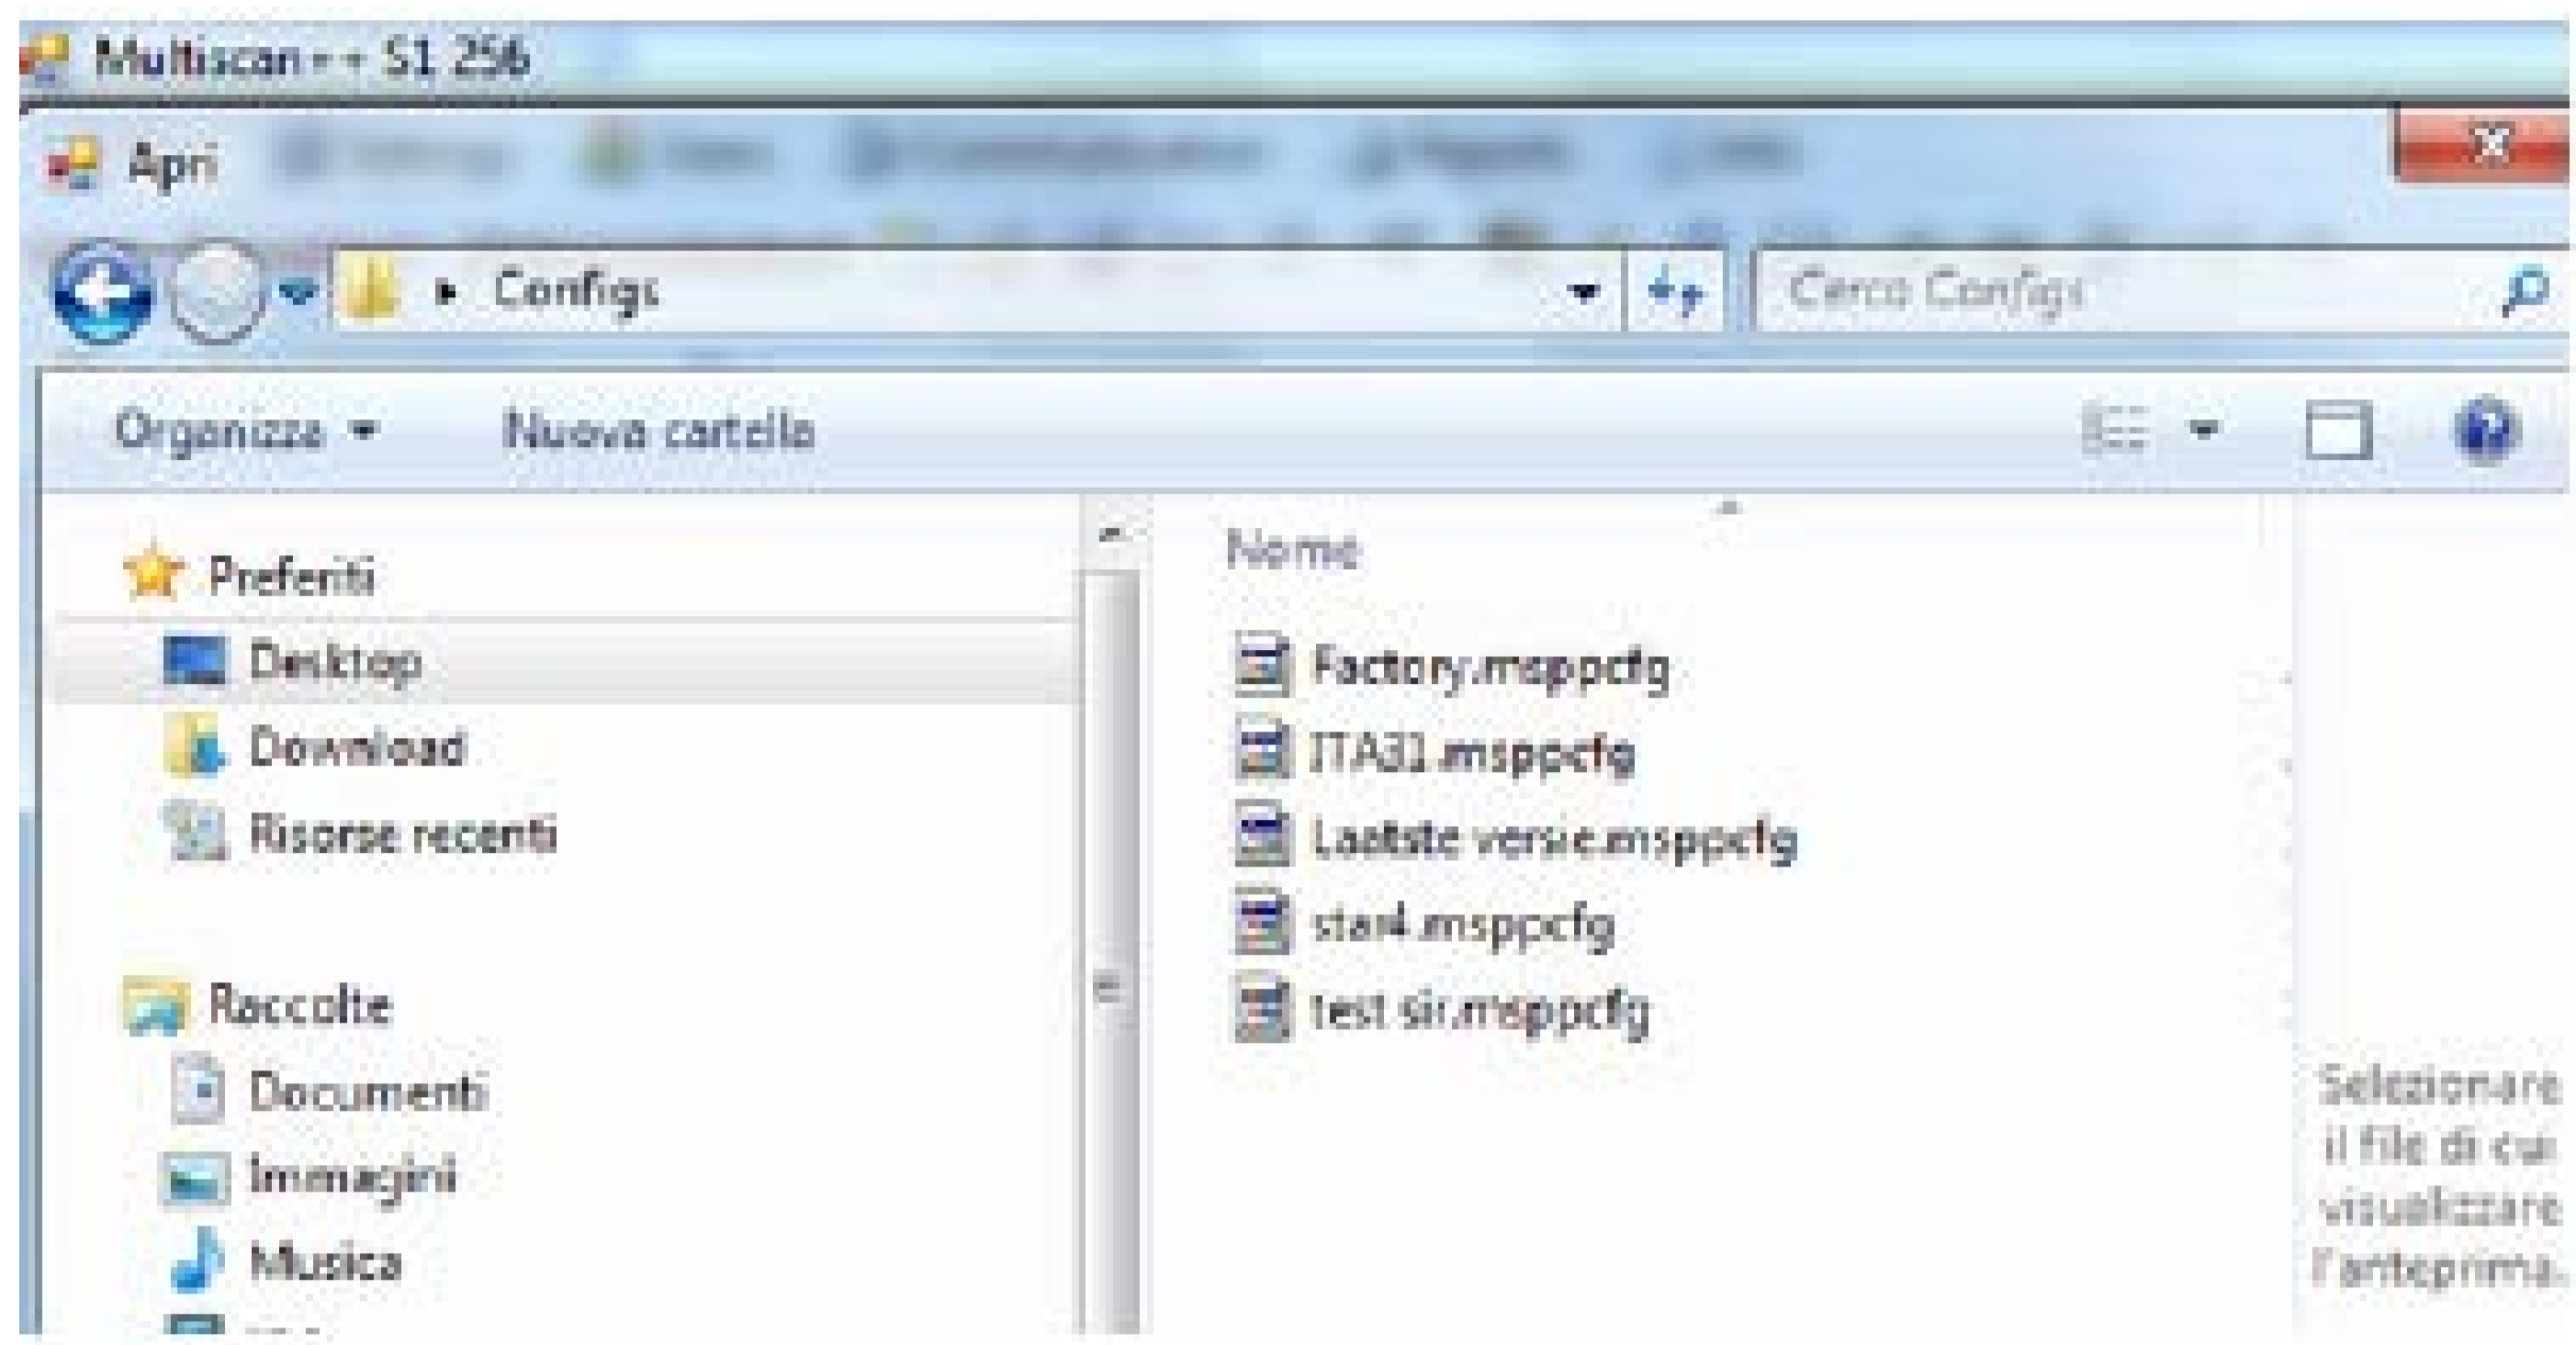 Multiscan++ S1 256
Apri
Configs
Cerca Configs
Organizza
Nuova cartella
Preferiti
Desktop
Download
Risorse recenti
Raccolte
Documenti
Immagini
Musica
Nome
Factory.msppcfg
ITA31.msppcfg
Laatste versie.msppcfg
star4.msppcfg
test sir.msppcfg
Selezionare
il file di cui
visualizzare
l'anteprima.